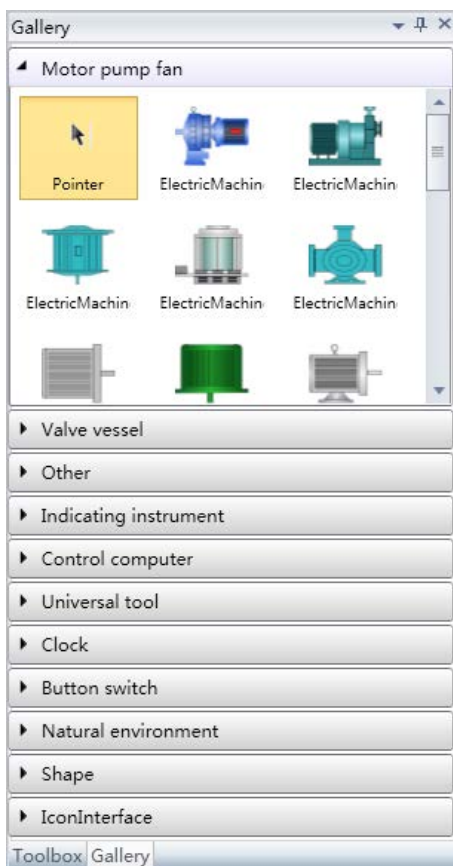 Gallery
Motor pump fan
Pointer ElectricMachin ElectricMachin
ElectricMachin ElectricMachin ElectricMachin
Valve vessel
Other
Indicating instrument
Control computer
Universal tool
Clock
Button switch
Natural environment
Shape
IconInterface
Toolbox Gallery